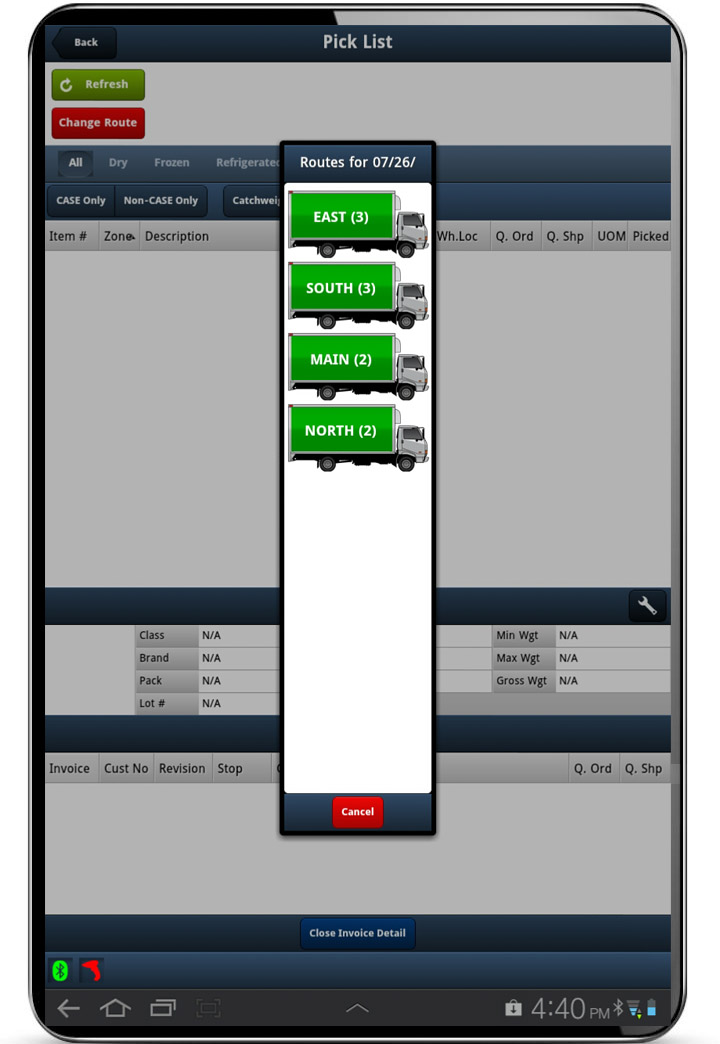 Back
Pick List
Refresh
Change Route
All Dry Frozen Refrigerated
Routes for 07/26/
CASE Only Non-CASE Only
EAST (3)
Item # Zone Description Wh.Loc Q. Ord Q. Shp UOM Picked
SOUTH (3)
MAIN (2)
NORTH (2)
Class N/A Min Wgt N/A
Brand N/A Max Wgt N/A
Pack N/A Gross Wgt N/A
Lot # N/A
Invoice Cust No Revision Stop Q. Ord Q. Shp
Cancel
Close Invoice Detail
4:40 PM